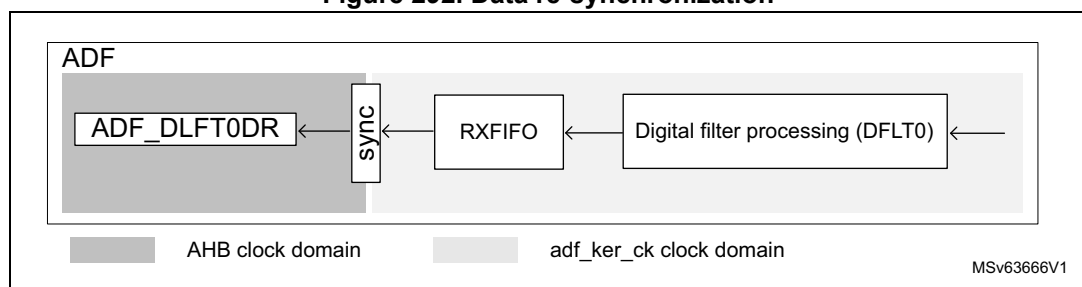 Figure Data re-synchronization
ADF
ADF_DLFT0DR
sync
RXFIFO
Digital filter processing (DFLT0)
AHB clock domain
adf_ker_ck clock domain
MSv63666V1